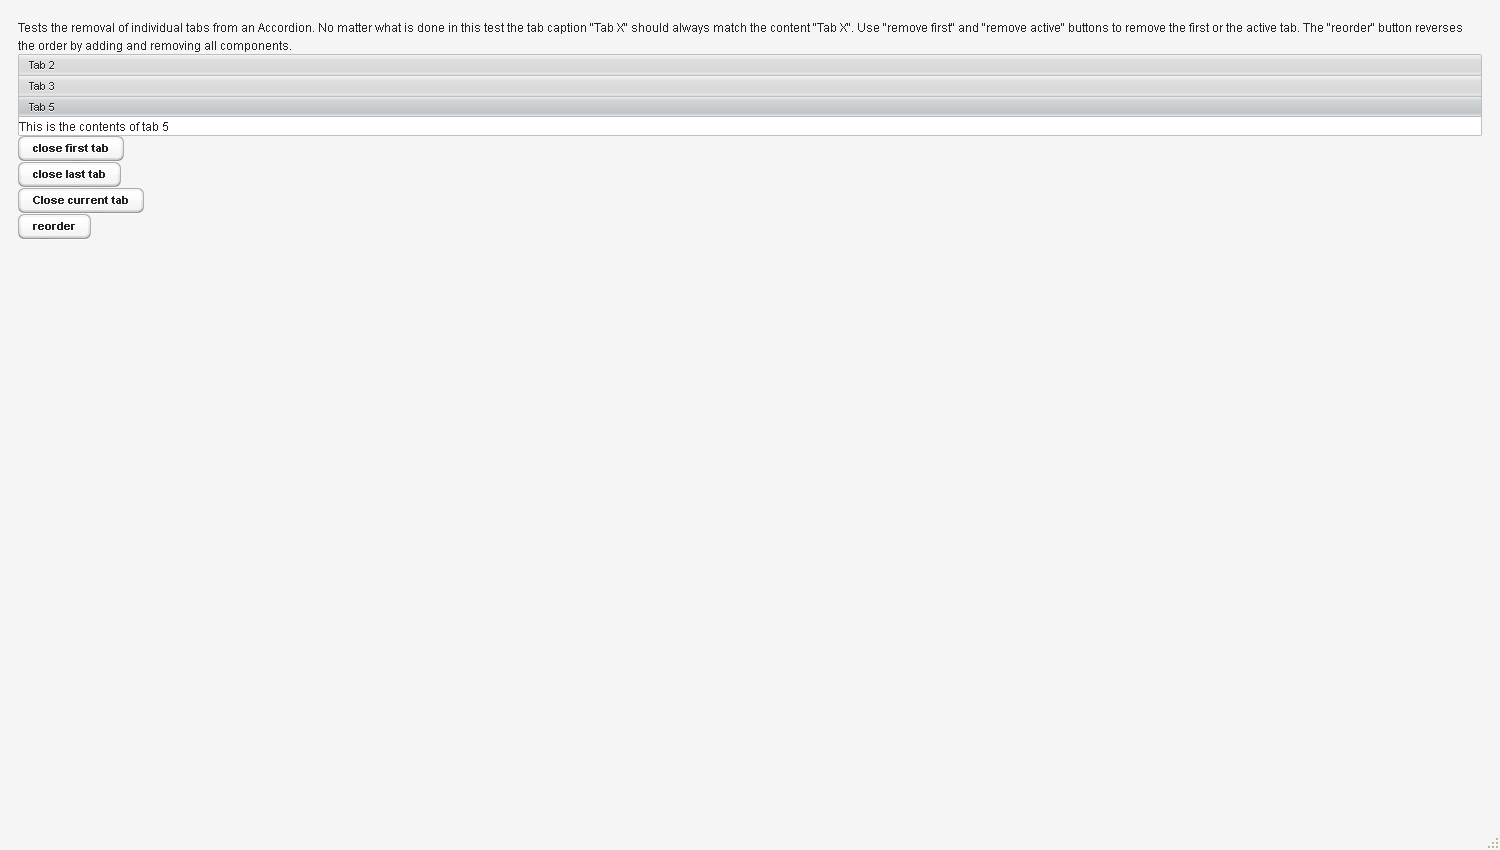 Tests the removal of individual tabs from an Accordion. No matter what is done in this test the tab caption "Tab X" should always match the content "Tab X". Use "remove first" and "remove active" buttons to remove the first or the active tab. The "reorder" button reverses
the order by adding and removing all components.
Tab 2
Tab 3
Tab 5
This is the contents of tab 5
close first tab
close last tab
Close current tab
reorder